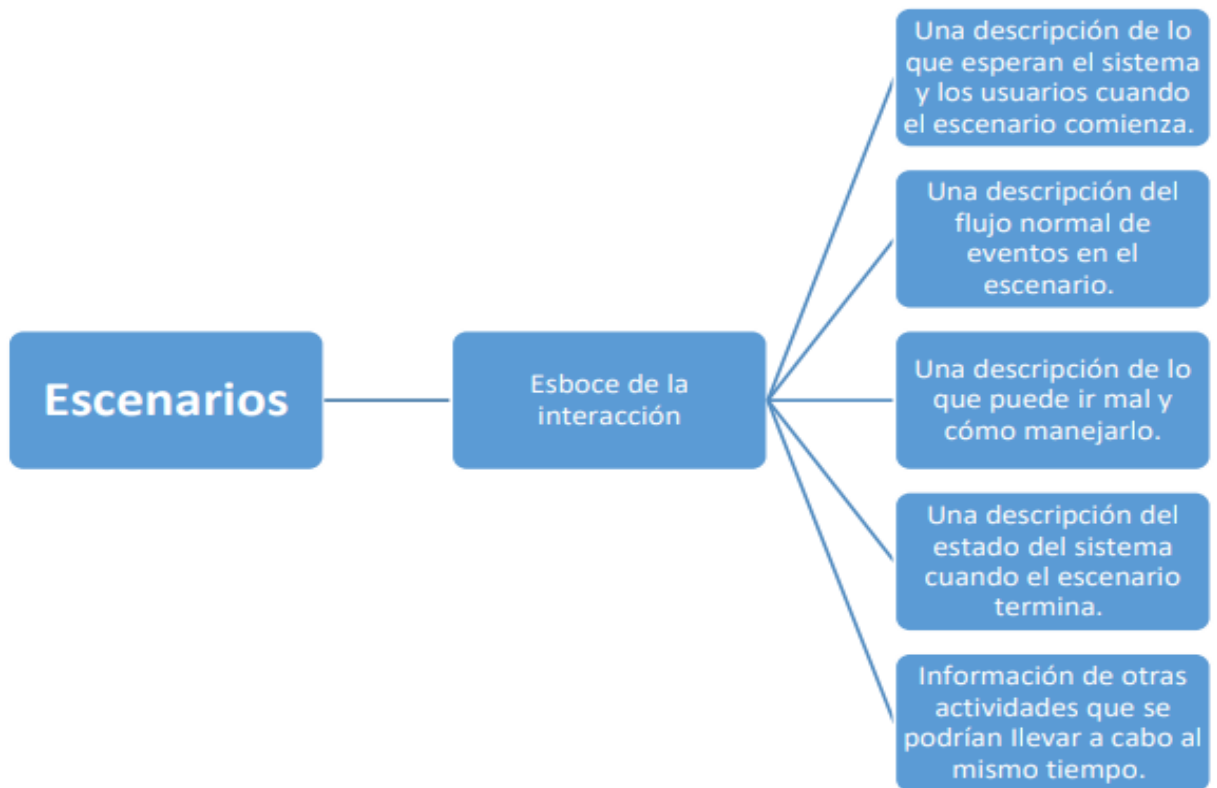 Escenarios
Esboce de la
interacción
Una descripción de lo
que esperan el sistema
y los usuarios cuando
el escenario comienza.
Una descripción del
flujo normal de
eventos en el
escenario.
Una descripción de lo
que puede ir mal y
cómo manejarlo.
Una descripción del
estado del sistema
cuando el escenario
termina.
Información de otras
actividades que se
podrían llevar a cabo al
mismo tiempo.